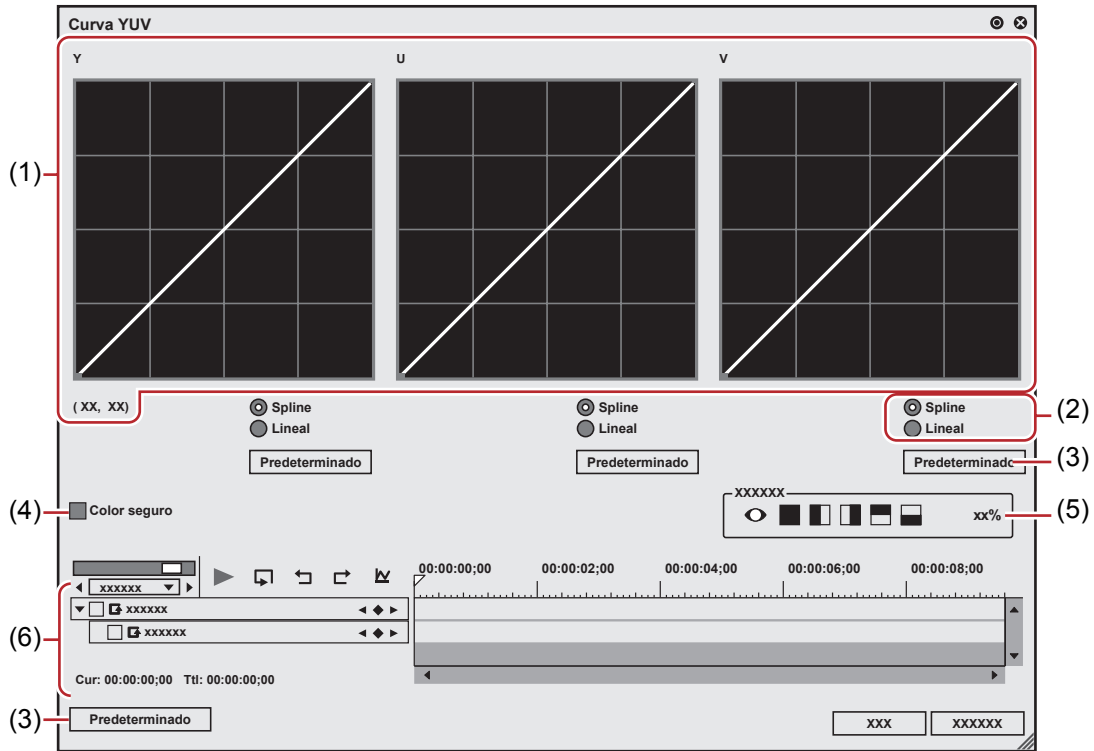 Curva YUV
Y U V
(1)
( XX, XX)
Spline Spline Spline
Lineal Lineal Lineal
(2)
Predeterminado Predeterminado Predeterminado
(3)
(4)
Color seguro
xxxxxx
xx%
(5)
00:00:00;00 00:00:02;00 00:00:04;00 00:00:06;00 00:00:08;00
xxxxxx
xxxxxx
xxxxxx
(6)
Cur: 00:00:00;00 Ttl: 00:00:00;00
(3)
Predeterminado
XXX XXXXXX